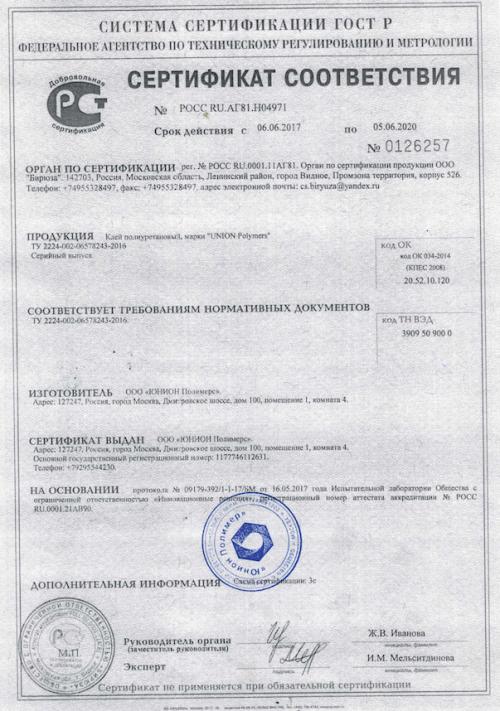 СИСТЕМА СЕРТИФИКАЦИИ ГОСТ Р
ФЕДЕРАЛЬНОЕ АГЕНТСТВО ПО ТЕХНИЧЕСКОМУ РЕГУЛИРОВАНИЮ И МЕТРОЛОГИИ
Добровольная
сертификация
СЕРТИФИКАТ СООТВЕТСТВИЯ
№ РОСС RU.АГ81.Н04971
Срок действия с 06.06.2017 по 05.06.2020
№ 0126257
ОРГАН ПО СЕРТИФИКАЦИИ рег. № РОСС RU.0001.11АГ81. Орган по сертификации продукции ООО
"Бирюза". 142703, Россия, Московская область, Ленинский район, город Видное, Промзона территория, корпус 526.
Телефон: +74955328497, факс: +74955328497, адрес электронной почты: cs.biryuza@yandex.ru
ПРОДУКЦИЯ Клей полиуретановый, марки "UNION Polymers"
ТУ 2224-002-06578243-2016
Серийный выпуск
код ОК
код ОК 034-2014
(КПЕС 2008)
20.52.10.120
СООТВЕТСТВУЕТ ТРЕБОВАНИЯМ НОРМАТИВНЫХ ДОКУМЕНТОВ
ТУ 2224-002-06578243-2016
код ТН ВЭД
3909 50 900 0
ИЗГОТОВИТЕЛЬ ООО «ЮНИОН Полимерс».
Адрес: 127247, Россия, город Москва, Дмитровское шоссе, дом 100, помещение 1, комната 4.
СЕРТИФИКАТ ВЫДАН ООО «ЮНИОН Полимерс».
Адрес: 127247, Россия, город Москва, Дмитровское шоссе, дом 100, помещение 1, комната 4.
Основной государственный регистрационный номер: 1177746112631.
Телефон: +79295544230.
НА ОСНОВАНИИ протокола № 09179-392/1-1-17/БМ от 16.05.2017 года Испытательной лаборатории Общества с
ограниченной ответственностью «Инновационные решения», регистрационный номер аттестата аккредитации № РОСС
RU.0001.21АВ90.
Юнион Полимер
ДОПОЛНИТЕЛЬНАЯ ИНФОРМАЦИЯ Схема сертификации: 3с
М.П.
Руководитель органа
(заместитель руководителя)
подпись
Ж.В. Иванова
инициалы, фамилия
Эксперт
подпись
И.М. Мельситдинова
инициалы, фамилия
Сертификат не применяется при обязательной сертификации